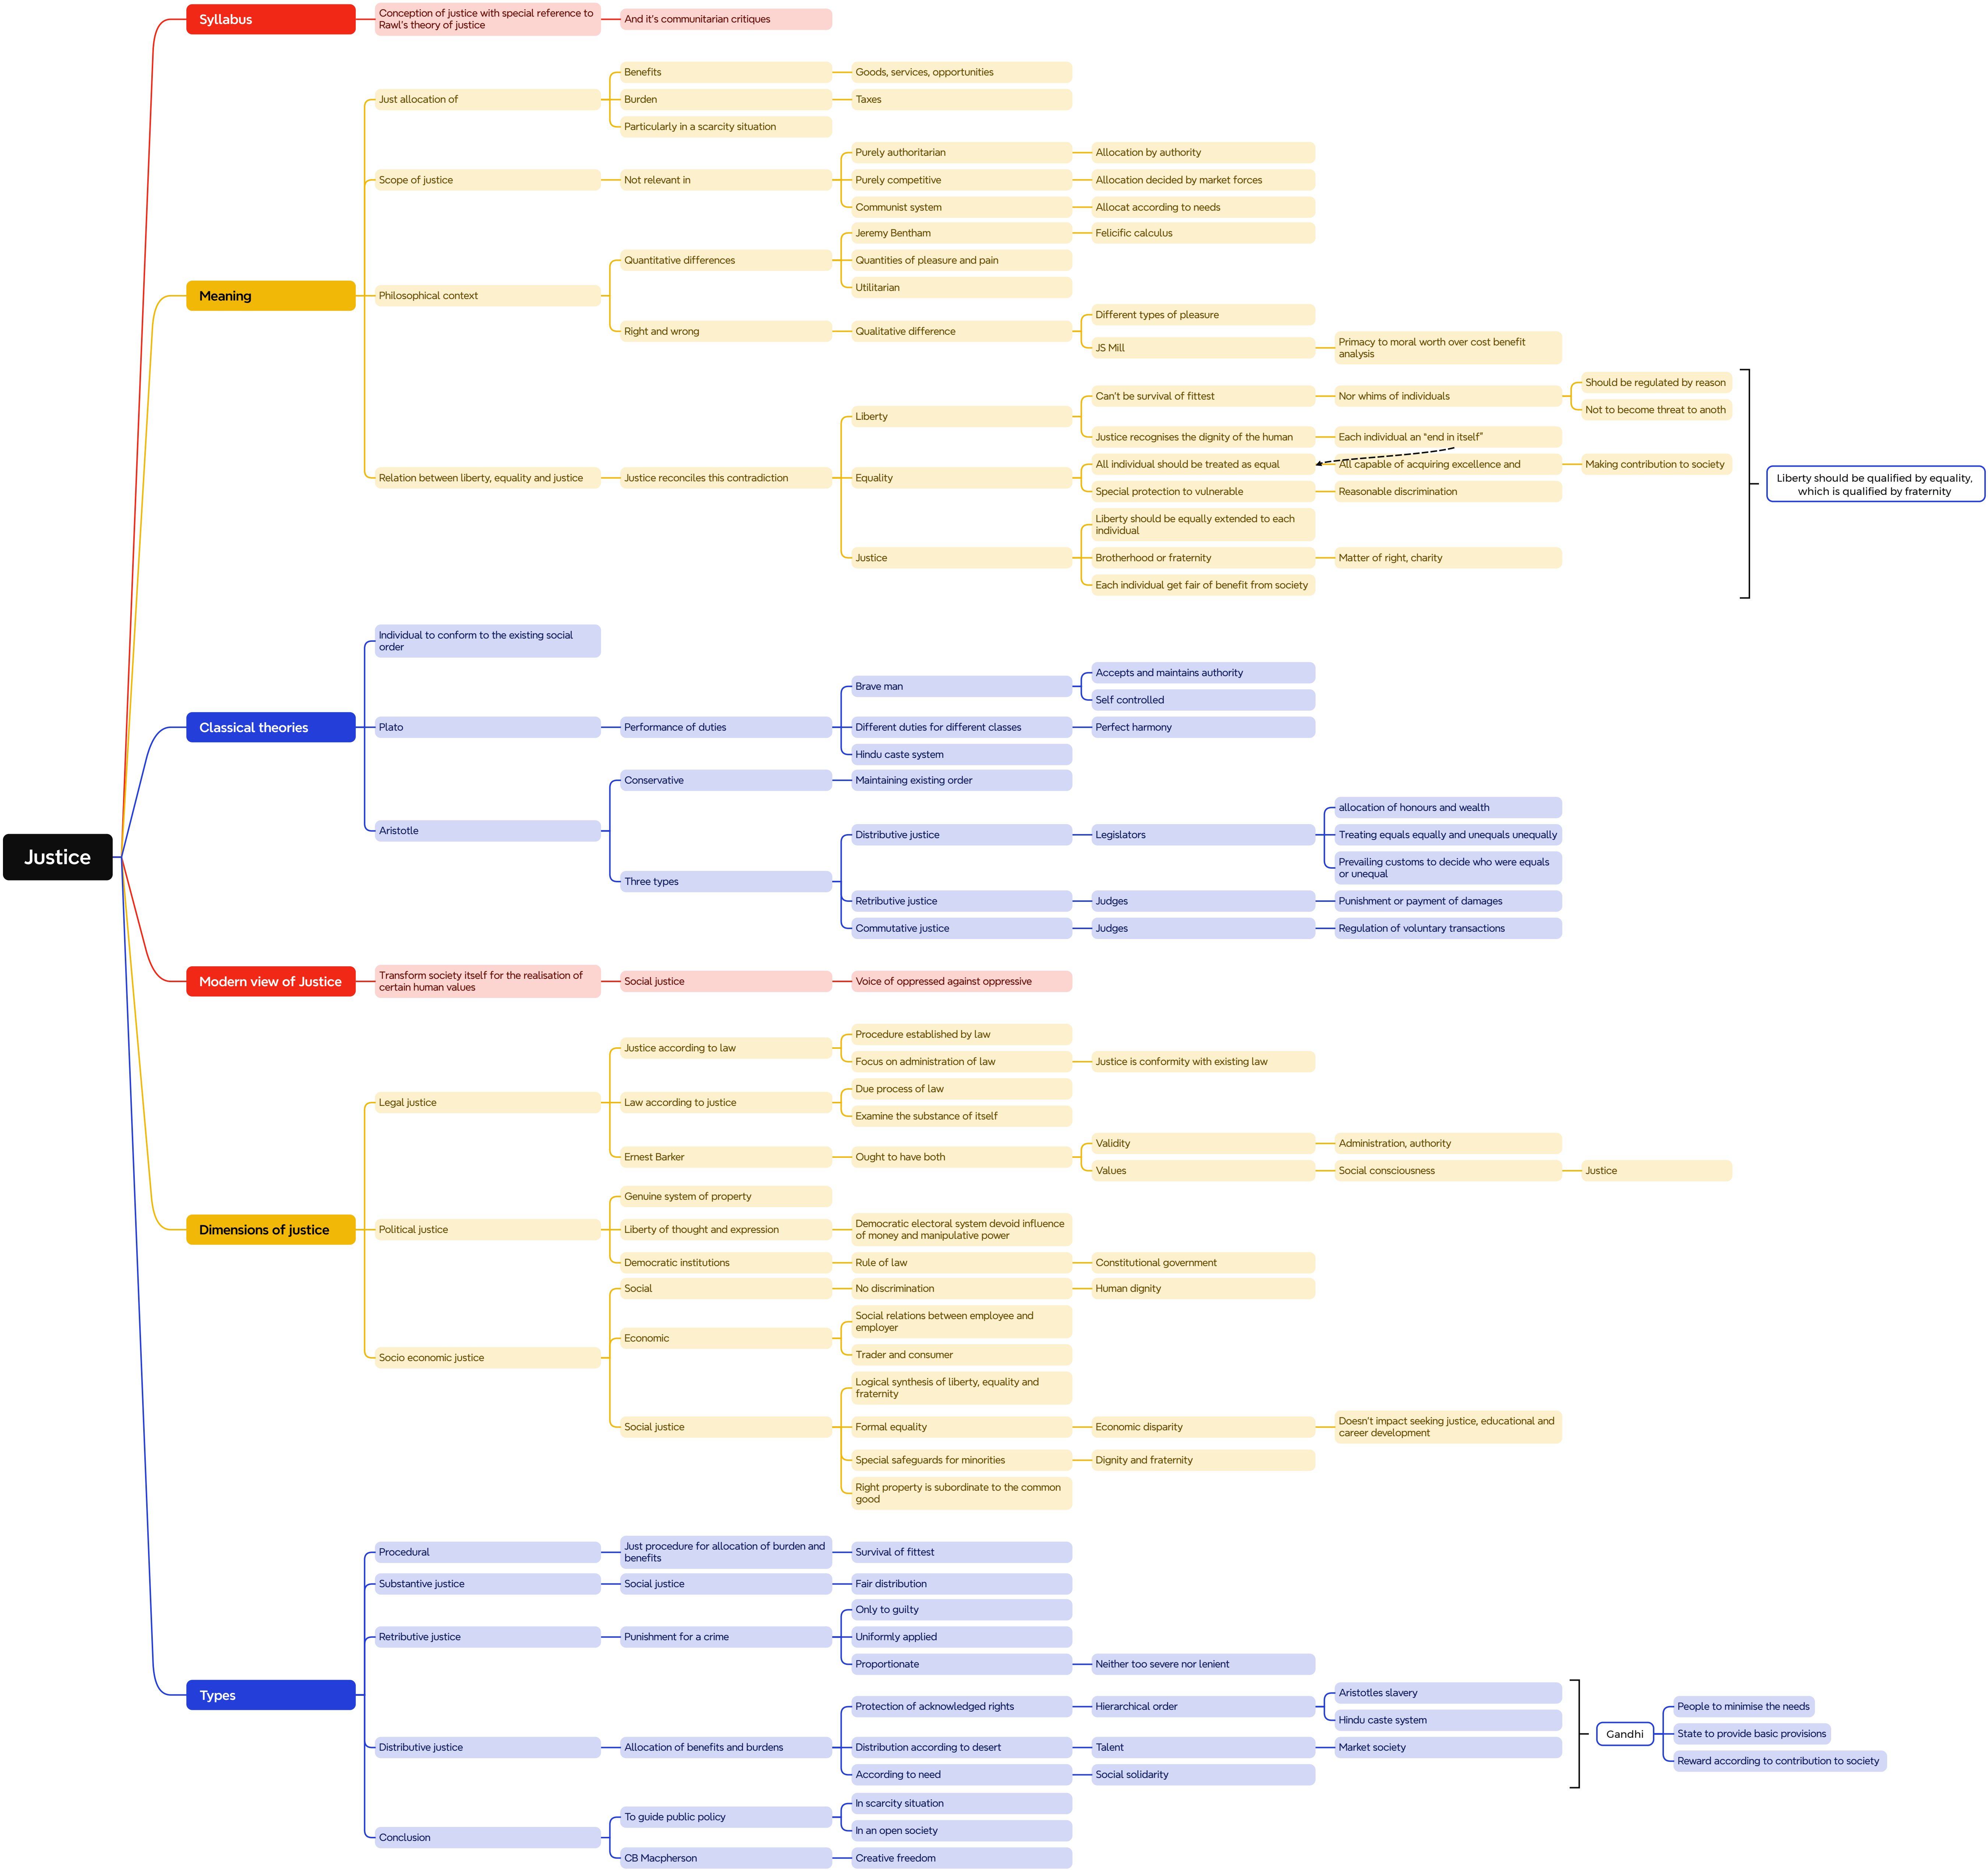 Justice
Syllabus
Conception of justice with special reference to
Rawl's theory of justice
And it's communitarian critiques
Meaning
Just allocation of
Benefits
Goods, services, opportunities
Burden
Taxes
Particularly in a scarcity situation
Scope of justice
Not relevant in
Purely authoritarian
Allocation by authority
Purely competitive
Allocation decided by market forces
Communist system
Allocat according to needs
Philosophical context
Quantitative differences
Jeremy Bentham
Felicific calculus
Quantities of pleasure and pain
Utilitarian
Right and wrong
Qualitative difference
Different types of pleasure
JS Mill
Primacy to moral worth over cost benefit
analysis
Relation between liberty, equality and justice
Justice reconciles this contradiction
Liberty
Can't be survival of fittest
Nor whims of individuals
Should be regulated by reason
Not to become threat to anoth
Justice recognises the dignity of the human
Each individual an "end in itself"
Equality
All individual should be treated as equal
All capable of acquiring excellence and
Making contribution to society
Special protection to vulnerable
Reasonable discrimination
Justice
Liberty should be equally extended to each
individual
Brotherhood or fraternity
Matter of right, charity
Each individual get fair of benefit from society
Liberty should be qualified by equality,
which is qualified by fraternity
Classical theories
Individual to conform to the existing social
order
Plato
Performance of duties
Brave man
Accepts and maintains authority
Self controlled
Different duties for different classes
Perfect harmony
Hindu caste system
Aristotle
Conservative
Maintaining existing order
Three types
Distributive justice
Legislators
allocation of honours and wealth
Treating equals equally and unequals unequally
Prevailing customs to decide who were equals
or unequal
Retributive justice
Judges
Punishment or payment of damages
Commutative justice
Judges
Regulation of voluntary transactions
Modern view of Justice
Transform society itself for the realisation of
certain human values
Social justice
Voice of oppressed against oppressive
Dimensions of justice
Legal justice
Justice according to law
Procedure established by law
Focus on administration of law
Justice is conformity with existing law
Law according to justice
Due process of law
Examine the substance of itself
Ernest Barker
Ought to have both
Validity
Administration, authority
Values
Social consciousness
Justice
Political justice
Genuine system of property
Liberty of thought and expression
Democratic electoral system devoid influence
of money and manipulative power
Democratic institutions
Rule of law
Constitutional government
Socio economic justice
Social
No discrimination
Human dignity
Economic
Social relations between employee and
employer
Trader and consumer
Social justice
Logical synthesis of liberty, equality and
fraternity
Formal equality
Economic disparity
Doesn't impact seeking justice, educational and
career development
Special safeguards for minorities
Dignity and fraternity
Right property is subordinate to the common
good
Types
Procedural
Just procedure for allocation of burden and
benefits
Survival of fittest
Substantive justice
Social justice
Fair distribution
Retributive justice
Punishment for a crime
Only to guilty
Uniformly applied
Proportionate
Neither too severe nor lenient
Distributive justice
Allocation of benefits and burdens
Protection of acknowledged rights
Hierarchical order
Aristotles slavery
Hindu caste system
Distribution according to desert
Talent
Market society
According to need
Social solidarity
Gandhi
People to minimise the needs
State to provide basic provisions
Reward according to contribution to society
Conclusion
To guide public policy
In scarcity situation
In an open society
CB Macpherson
Creative freedom